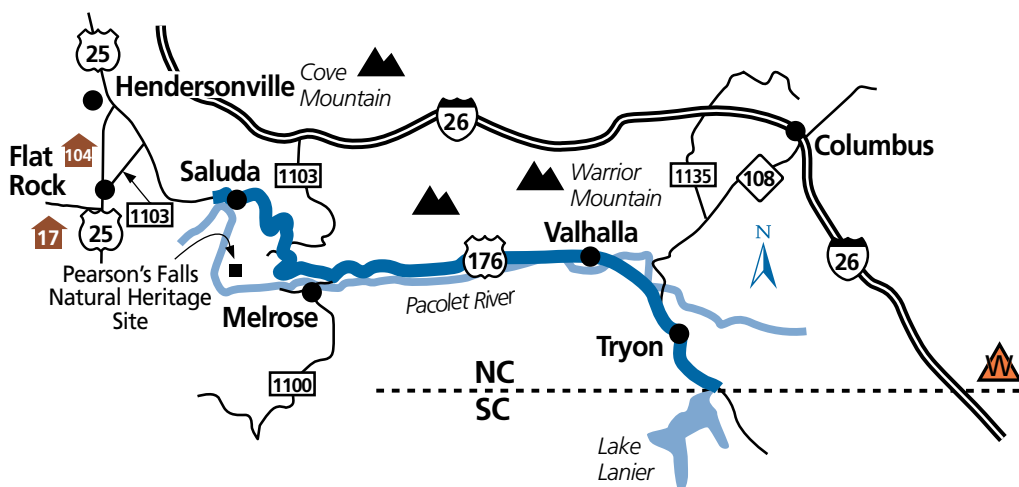 25
Hendersonville
Cove
Mountain
26
Columbus
104
Flat
Rock
Saluda
1103
Warrior
Mountain
1135
108
1103
17
25
Valhalla
N
176
26
Pearson's Falls
Natural Heritage
Site
Pacolet River
Melrose
Tryon
W
NC
1100
SC
Lake
Lanier